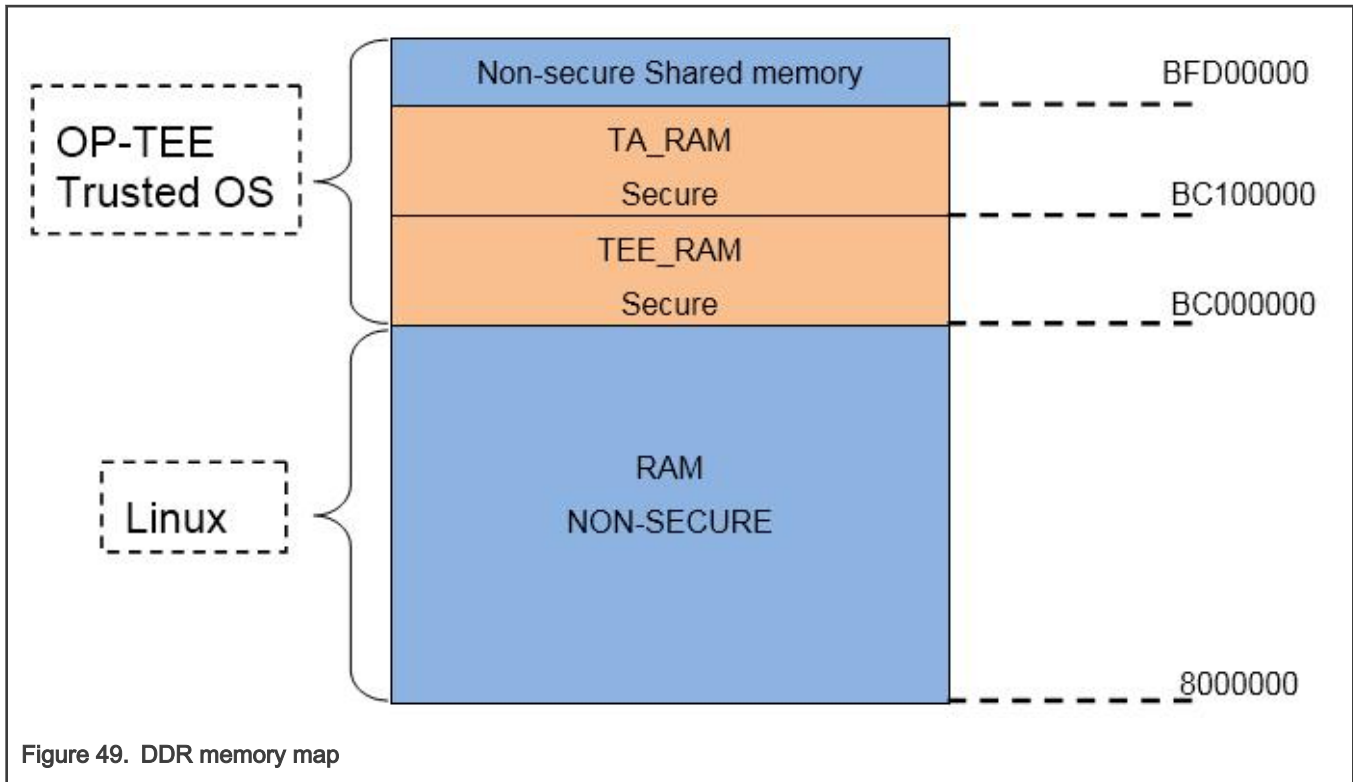 Non-secure Shared memory
BFD00000
OP-TEE
Trusted OS
TA_RAM
Secure
BC100000
TEE_RAM
Secure
BC000000
Linux
RAM
NON-SECURE
8000000
Figure 49. DDR memory map